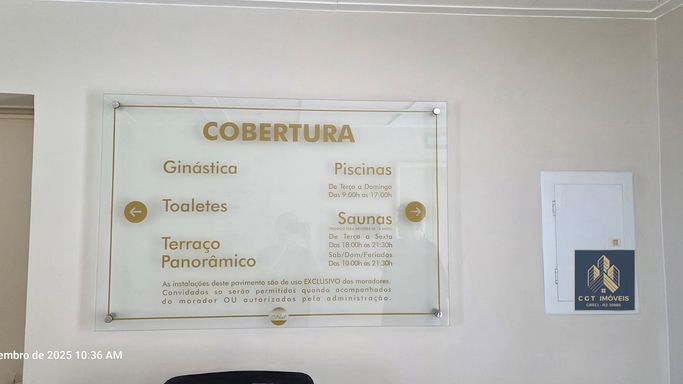 COBERTURA
Ginástica
Toaletes
Terraço
Panorâmico
Piscinas
De Terça a Domingo
Das 9:00h às 17:00h
Saunas
De Terça a Sexta
Das 18:00h às 21:30h
Sab/Dom/Feriados
Das 10:00h às 21:30h
As instalações deste pavimento são de uso EXCLUSIVO dos moradores.
Convidados só serão permitidos quando acompanhados
do morador OU autorizados pela administração.
CGT IMÓVEIS
embro de 2025 10:36 AM